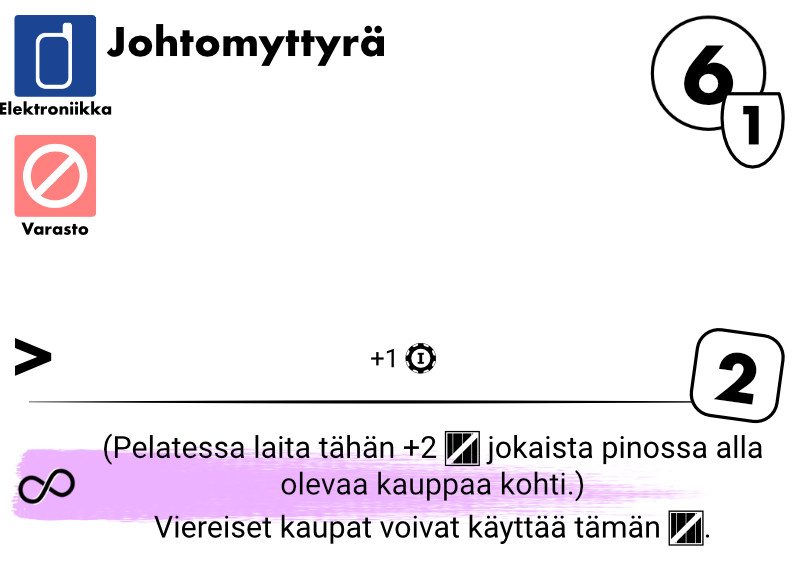 Johtomyttyrä
6
1
Elektroniikka
Varasto
> +1 I
2
(Pelatessa laita tähän +2 jokaista pinossa alla
olevaa kauppaa kohti.)
Viereiset kaupat voivat käyttää tämän .